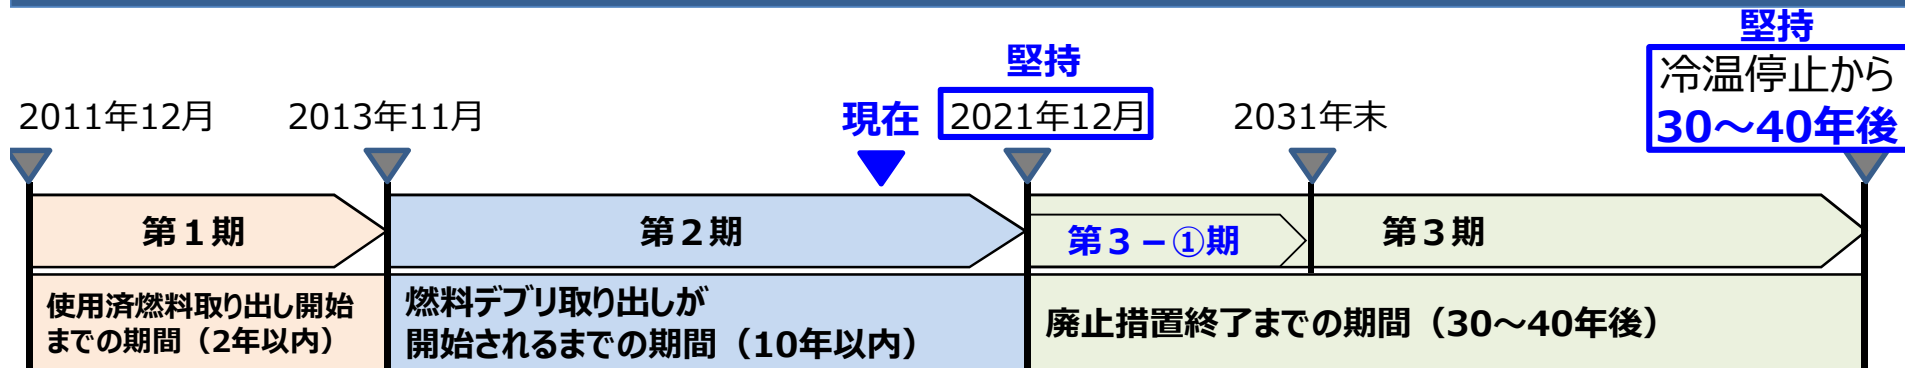 堅持
堅持
冷温停止から
30~40年後
2011年12月
2013年11月
現在
2021年12月
2031年末
第1期
第2期
第3-①期
第3期
使用済燃料取り出し開始
までの期間(2年以内)
燃料デブリ取り出しが
開始されるまでの期間(10年以内)
廃止措置終了までの期間(30~40年後)